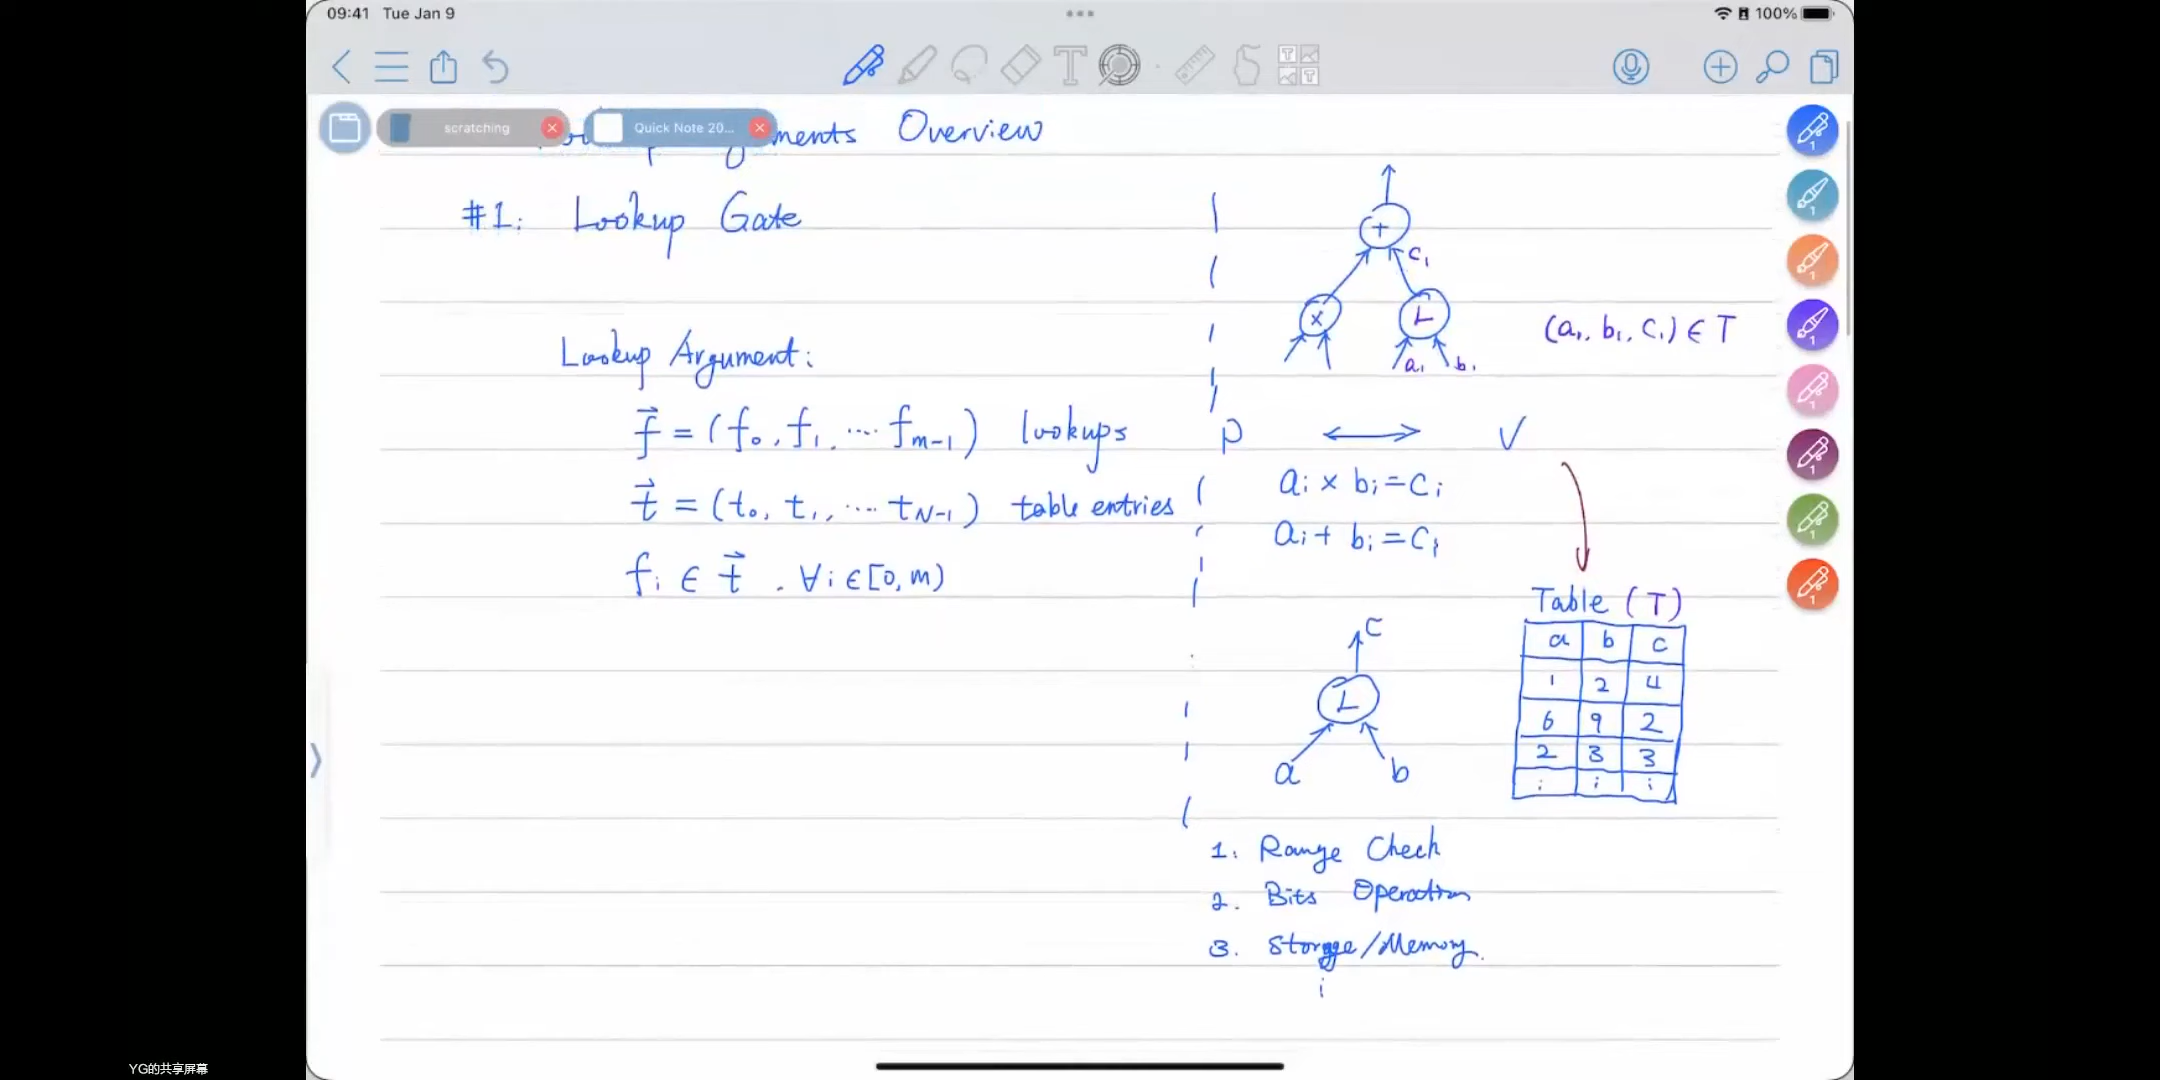 09:41 Tue Jan 9
100%
scratching
Quick Note 20...
ments Overview
#1: Lookup Gate
Lookup Argument:
f⃗ = (f₀, f₁, ... fₘ₋₁) lookups
t⃗ = (t₀, t₁, ... t_N-1) table entries
fᵢ ∈ t⃗ . ∀i ∈ [0, m)
+
c₁
×
L
a₁ b₁
(a₁, b₁, c₁) ∈ T
P ⟷ V
aᵢ × bᵢ = cᵢ
aᵢ + bᵢ = cᵢ
c
L
a b
Table (T)
a b c
1 2 4
6 9 2
2 3 3
⋮ ⋮ ⋮
1. Range Check
2. Bits Operation
3. Storage/Memory.
⋮
YG的共享屏幕